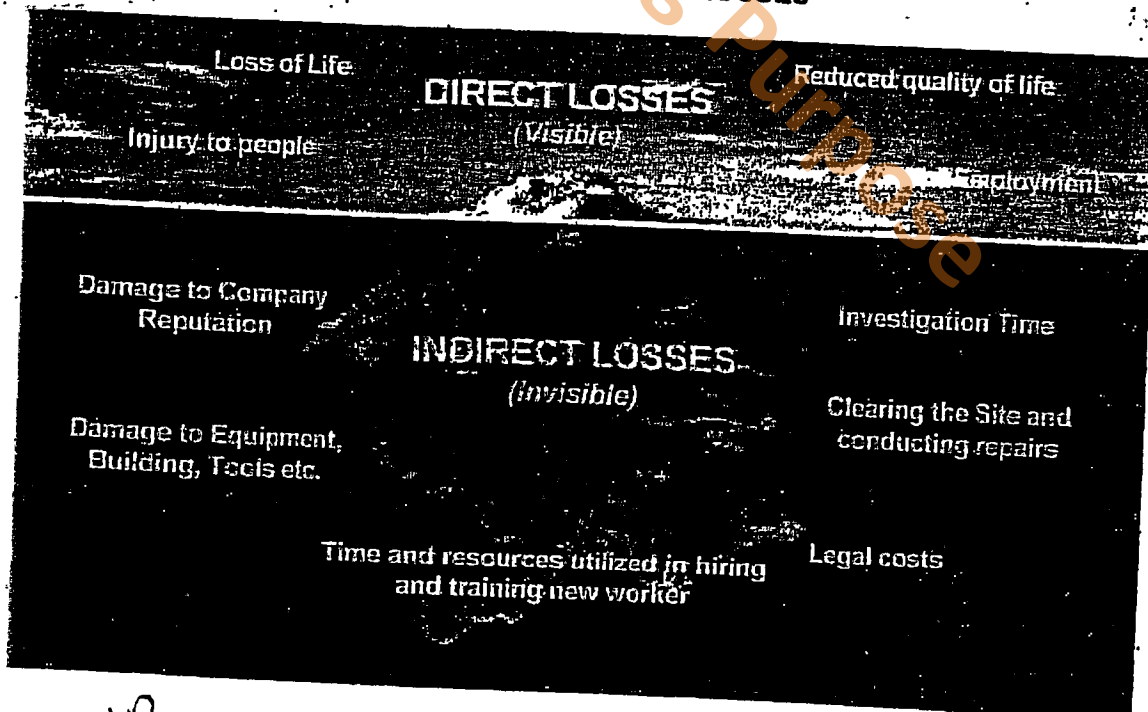 Loss of Life
DIRECT LOSSES
(Visible)
Reduced quality of life
Injury to people
Damage to Company
Reputation
INDIRECT LOSSES
(Invisible)
Investigation Time
Damage to Equipment,
Building, Tools etc.
Clearing the Site and
conducting repairs
Time and resources utilized in hiring
and training new worker
Legal costs
Purpose